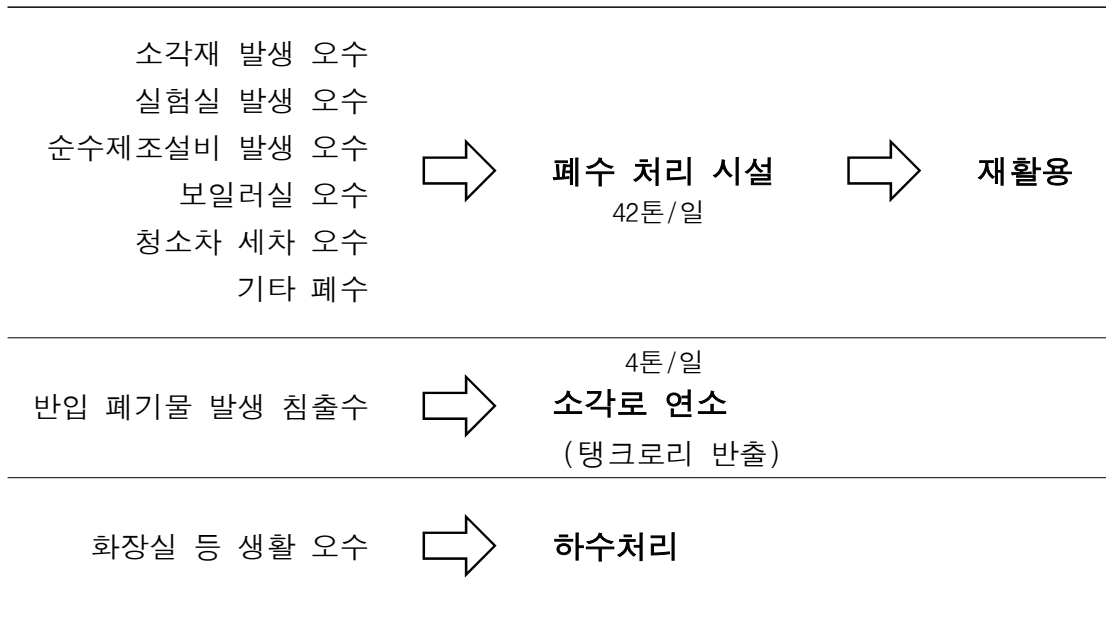 소각재 발생 오수
실험실 발생 오수
순수제조설비 발생 오수
보일러실 오수
청소차 세차 오수
기타 폐수
폐수 처리 시설
42톤/일
재활용
반입 폐기물 발생 침출수
4톤/일
소각로 연소
(탱크로리 반출)
화장실 등 생활 오수
하수처리